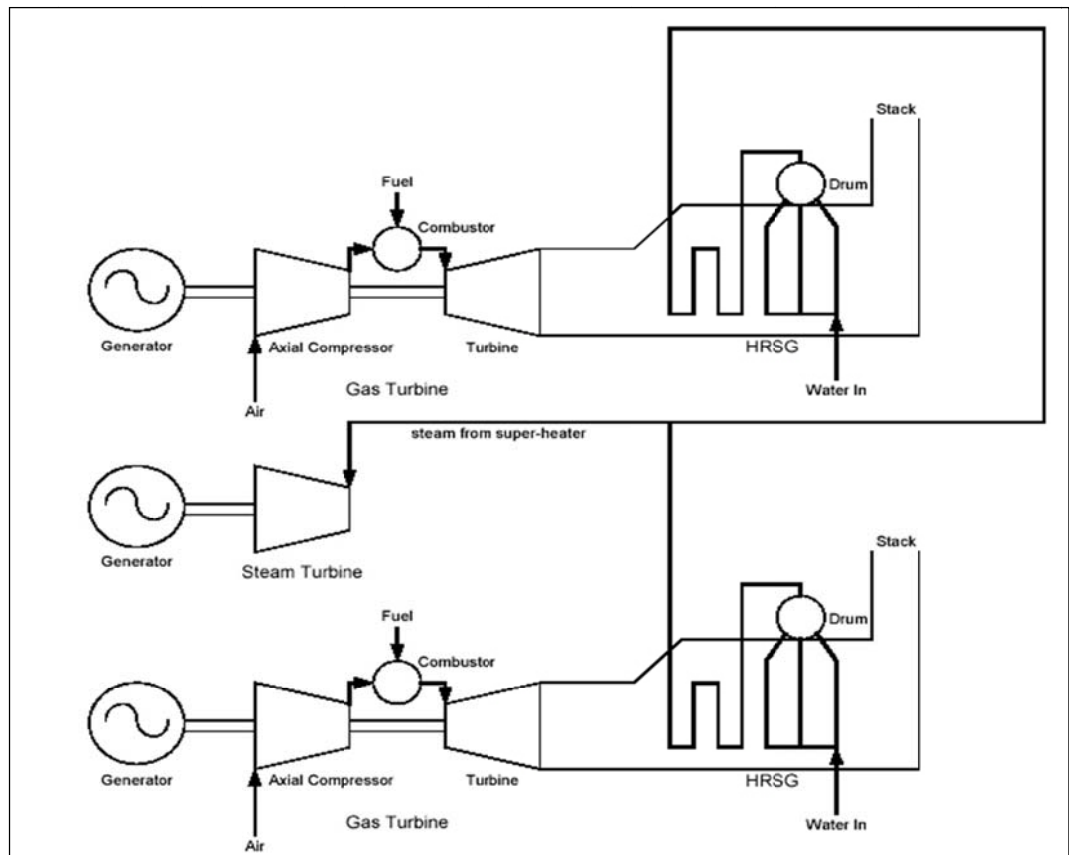 Stack
Drum
Fuel
Combustor
Generator
Axial Compressor
Turbine
HRSG
Gas Turbine
Air
Water In
steam from super-heater
Generator
Steam Turbine
Stack
Drum
Fuel
Combustor
Generator
Axial Compressor
Turbine
HRSG
Gas Turbine
Air
Water In